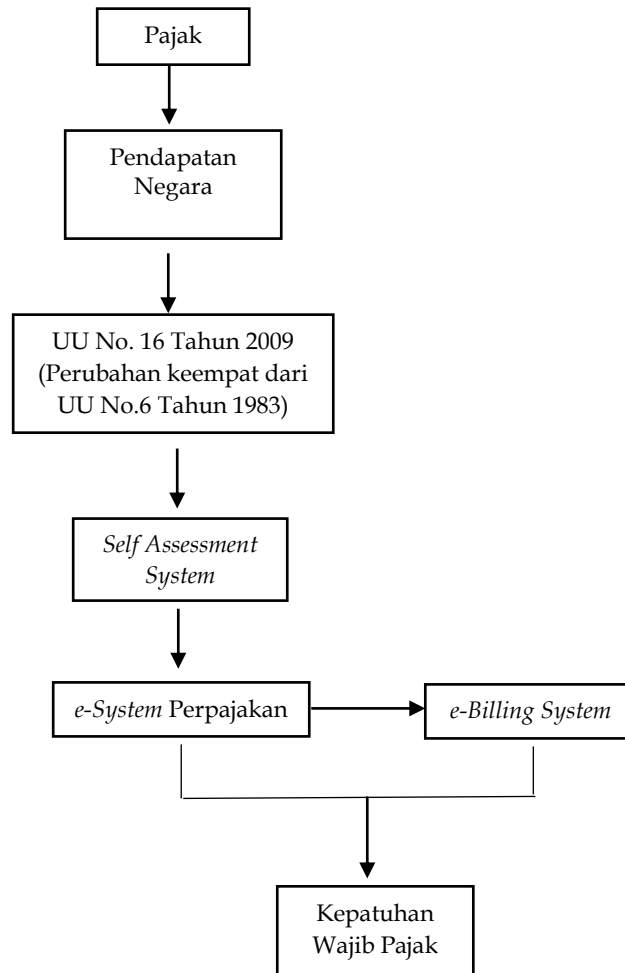 Pajak
Pendapatan
Negara
UU No. 16 Tahun 2009
(Perubahan keempat dari
UU No.6 Tahun 1983)
Self Assessment
System
e-System Perpajakan
e-Billing System
Kepatuhan
Wajib Pajak